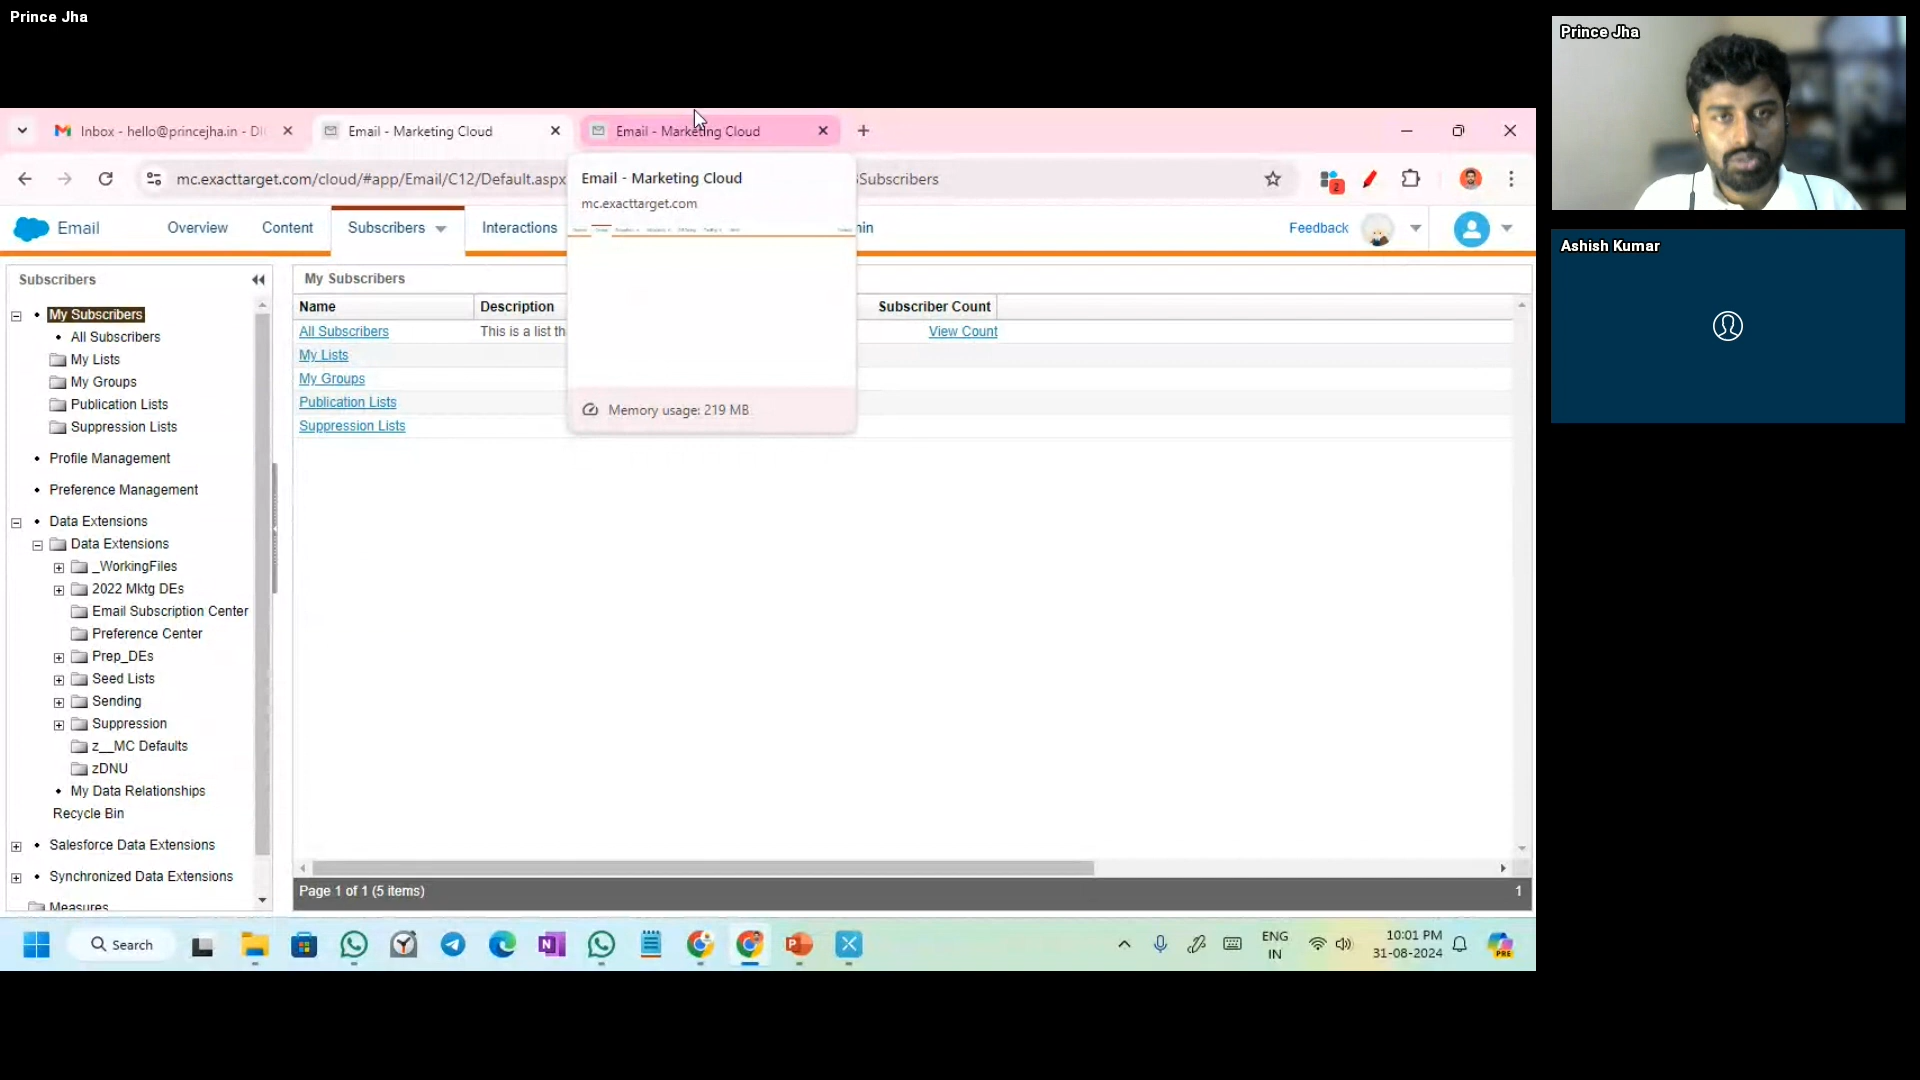 Prince Jha
Prince Jha
Ashish Kumar
Inbox - hello@princejha.in - Di
Email - Marketing Cloud
Email - Marketing Cloud
mc.exacttarget.com/cloud/#app/Email/C12/Default.aspx
Subscribers
2
Email - Marketing Cloud
mc.exacttarget.com
Memory usage: 219 MB
Email
Overview
Content
Subscribers
Interactions
Feedback
Subscribers
My Subscribers
All Subscribers
My Lists
My Groups
Publication Lists
Suppression Lists
Profile Management
Preference Management
Data Extensions
Data Extensions
_WorkingFiles
2022 Mktg DEs
Email Subscription Center
Preference Center
Prep_DEs
Seed Lists
Sending
Suppression
z__MC Defaults
zDNU
My Data Relationships
Recycle Bin
Salesforce Data Extensions
Synchronized Data Extensions
Measures
My Subscribers
Name Description Subscriber Count
All Subscribers This is a list th View Count
My Lists
My Groups
Publication Lists
Suppression Lists
Page 1 of 1 (5 items) 1
Search
ENG
IN
10:01 PM
31-08-2024
PRE